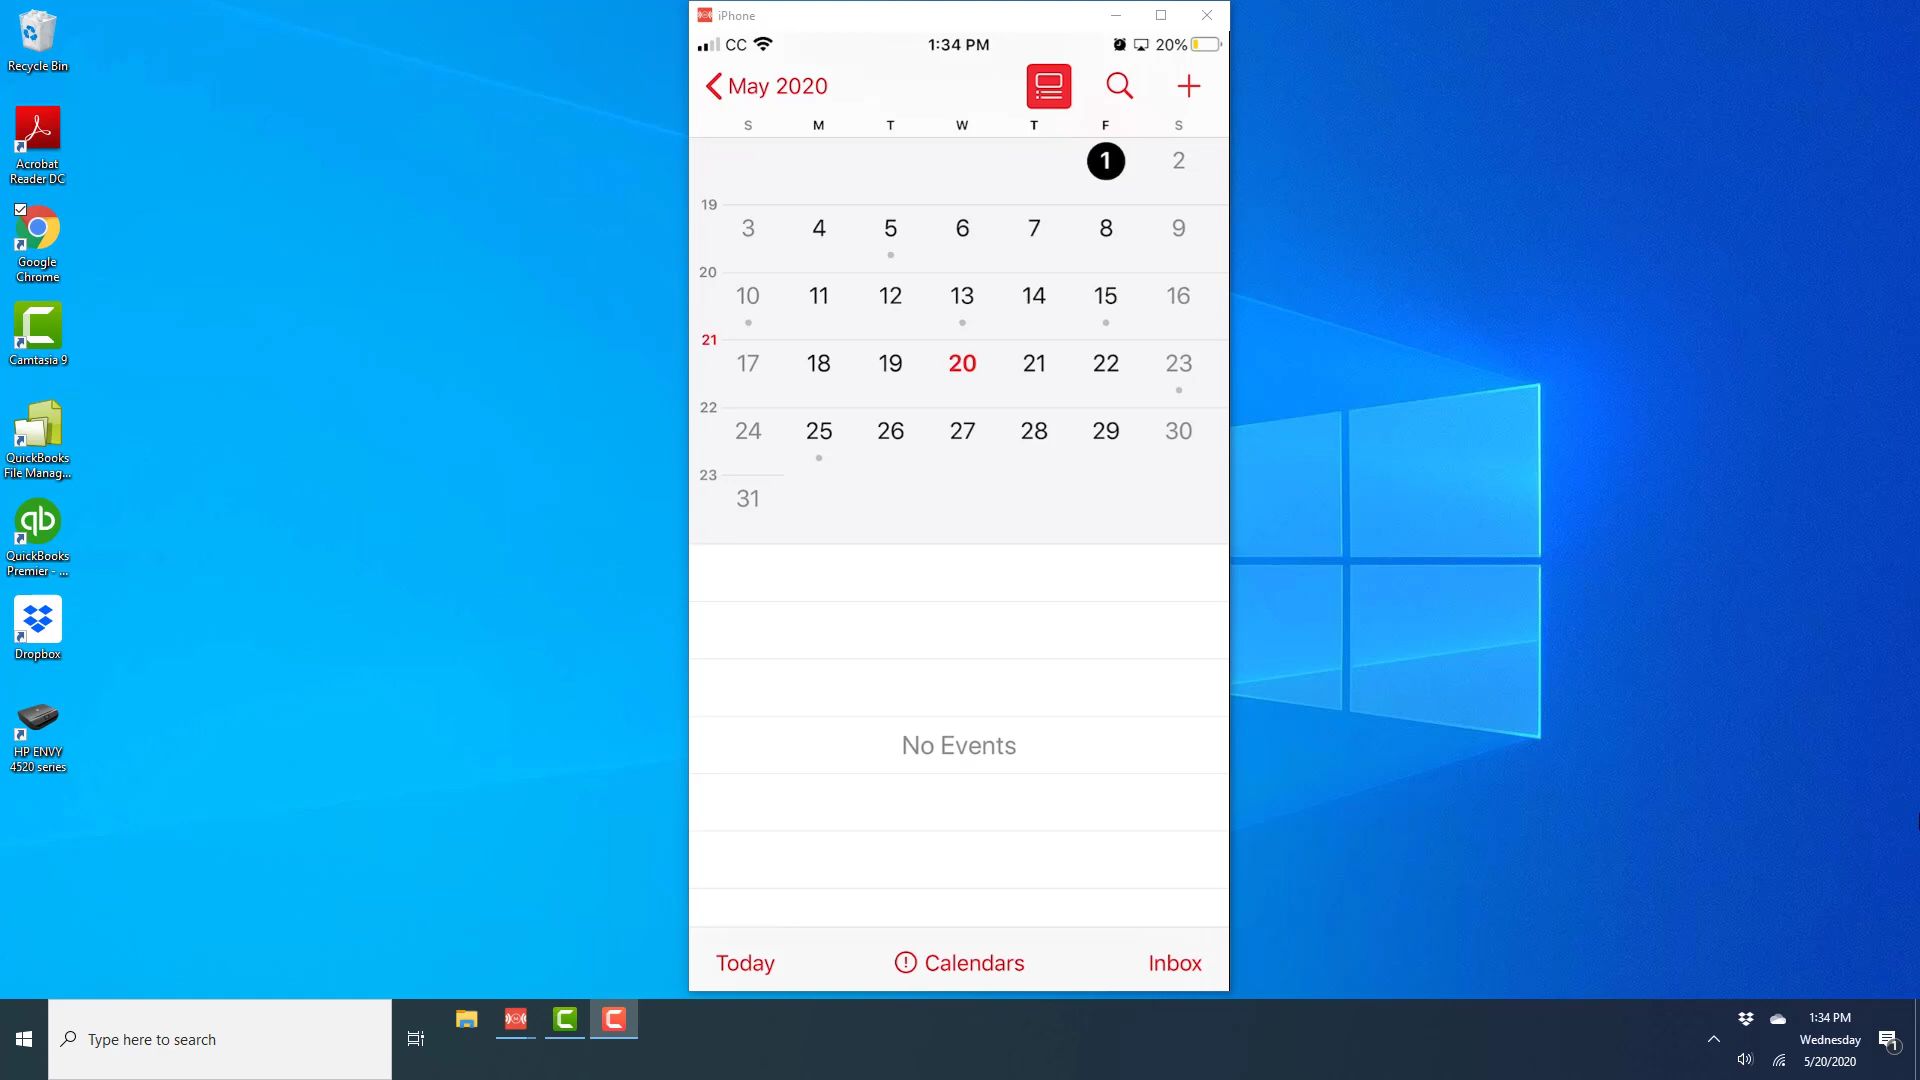 Recycle Bin
Acrobat
Reader DC
Google
Chrome
Camtasia 9
QuickBooks
File Manag...
QuickBooks
Premier - ...
Dropbox
HP ENVY
4520 series
iPhone
CC 1:34 PM 20%
May 2020
S M T W T F S
1 2
19
3 4 5 6 7 8 9
20
10 11 12 13 14 15 16
21
17 18 19 20 21 22 23
22
24 25 26 27 28 29 30
23
31
No Events
Today Calendars Inbox
Type here to search
1:34 PM
Wednesday
5/20/2020
1